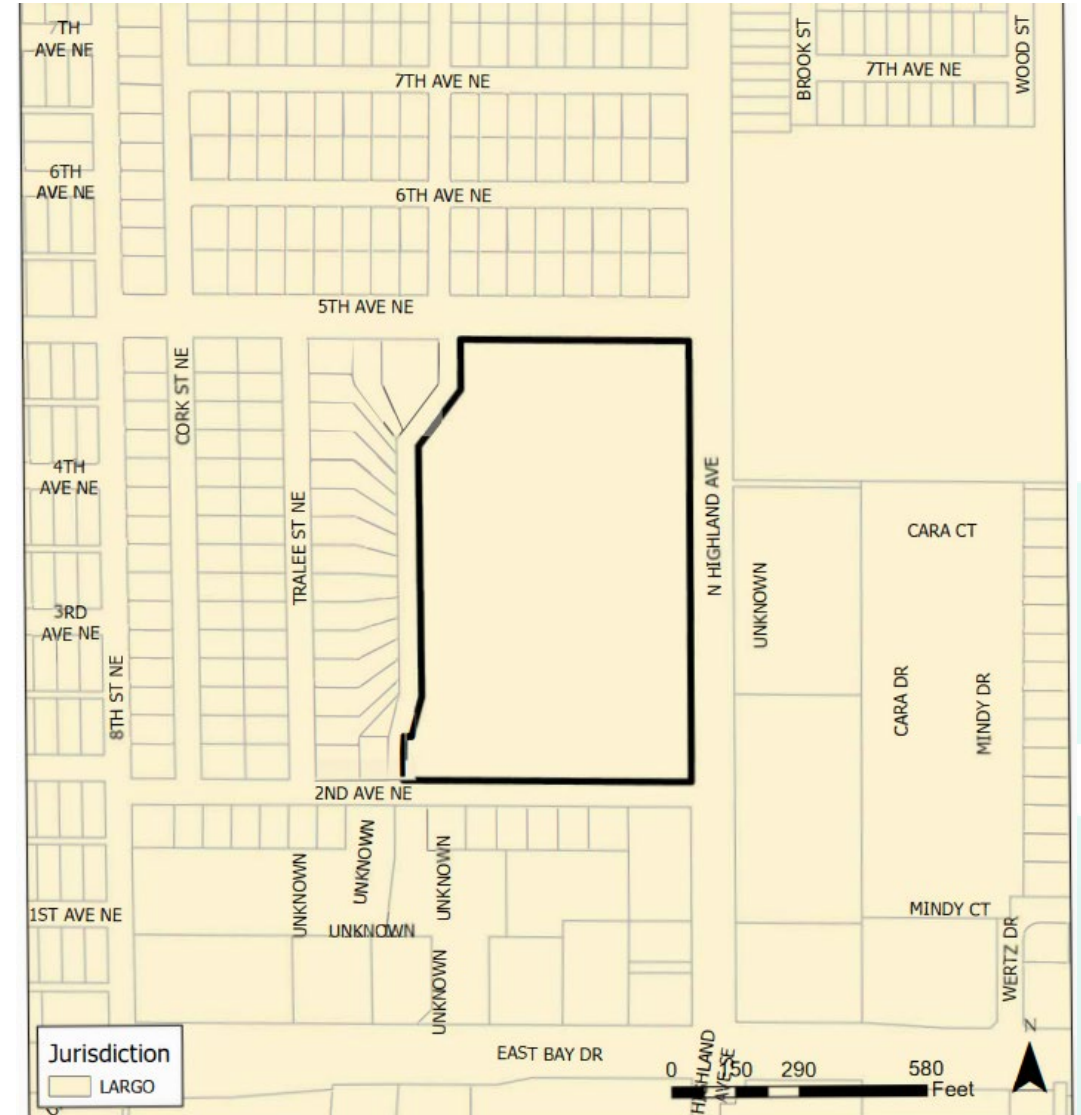 7TH
AVE NE
7TH AVE NE
BROOK ST
7TH AVE NE
WOOD ST
6TH
AVE NE
6TH AVE NE
5TH AVE NE
CORK ST NE
4TH
AVE NE
TRALEE ST NE
N HIGHLAND AVE
CARA CT
UNKNOWN
3RD
AVE NE
8TH ST NE
CARA DR
MINDY DR
2ND AVE NE
UNKNOWN
UNKNOWN
UNKNOWN
1ST AVE NE
UNKNOWN
MINDY CT
WERTZ DR
UNKNOWN
EAST BAY DR
HIGHLAND
AVE SE
Jurisdiction
LARGO
0 150 290 580
Feet
N